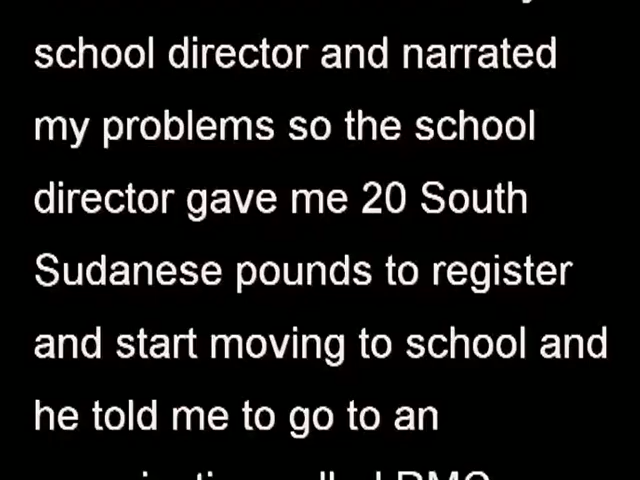 school director and narrated
my problems so the school
director gave me 20 South
Sudanese pounds to register
and start moving to school and
he told me to go to an